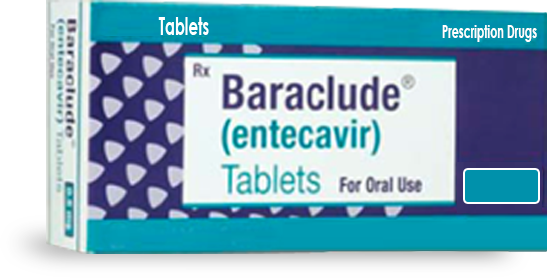 Tablets
Prescription Drugs
Rx
Baraclude®
(entecavir)
Tablets For Oral Use
Baraclude
(entecavir) Tablets